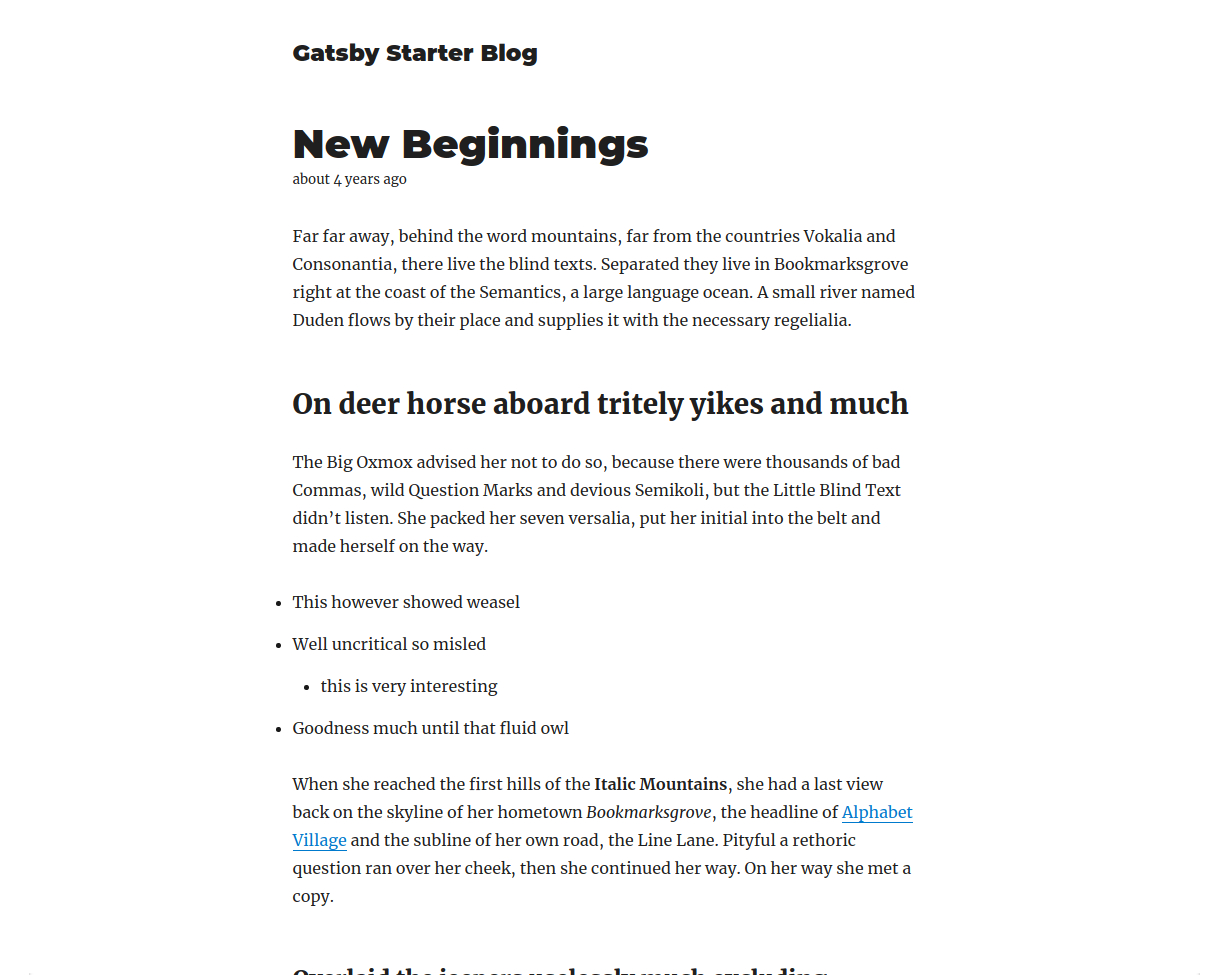 Gatsby Starter Blog
New Beginnings
about 4 years ago
Far far away, behind the word mountains, far from the countries Vokalia and
Consonantia, there live the blind texts. Separated they live in Bookmarksgrove
right at the coast of the Semantics, a large language ocean. A small river named
Duden flows by their place and supplies it with the necessary regelialia.
On deer horse aboard tritely yikes and much
The Big Oxmox advised her not to do so, because there were thousands of bad
Commas, wild Question Marks and devious Semikoli, but the Little Blind Text
didn’t listen. She packed her seven versalia, put her initial into the belt and
made herself on the way.
• This however showed weasel
• Well uncritical so misled
• this is very interesting
• Goodness much until that fluid owl
When she reached the first hills of the Italic Mountains, she had a last view
back on the skyline of her hometown Bookmarksgrove, the headline of Alphabet
Village and the subline of her own road, the Line Lane. Pityful a rethoric
question ran over her cheek, then she continued her way. On her way she met a
copy.
Overlaid the jeepers uselessly much excluding